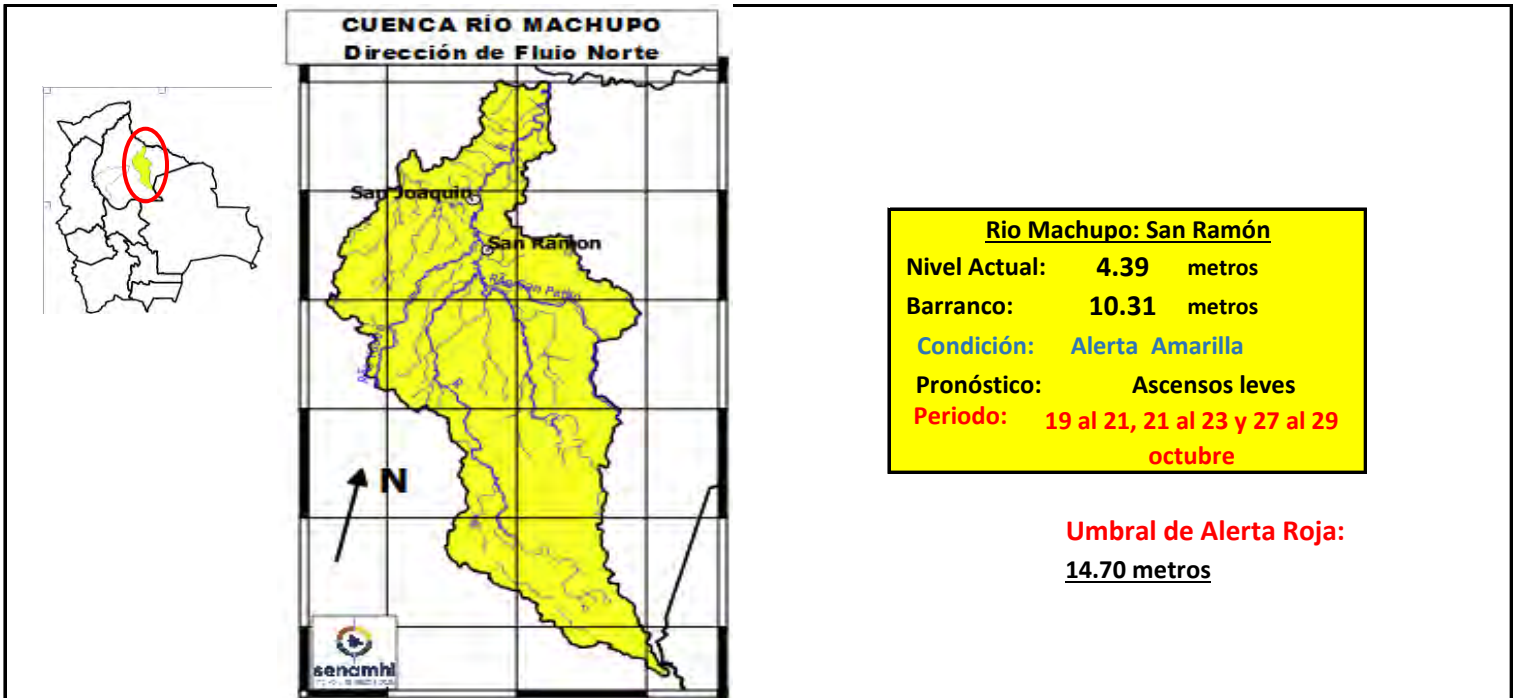 CUENCA RÍO MACHUPO
Dirección de Fluio Norte
San Joaquin
San Ramon
N
senamhi
Rio Machupo: San Ramón
Nivel Actual: 4.39 metros
Barranco: 10.31 metros
Condición: Alerta Amarilla
Pronóstico: Ascensos leves
Periodo: 19 al 21, 21 al 23 y 27 al 29
octubre
Umbral de Alerta Roja:
14.70 metros